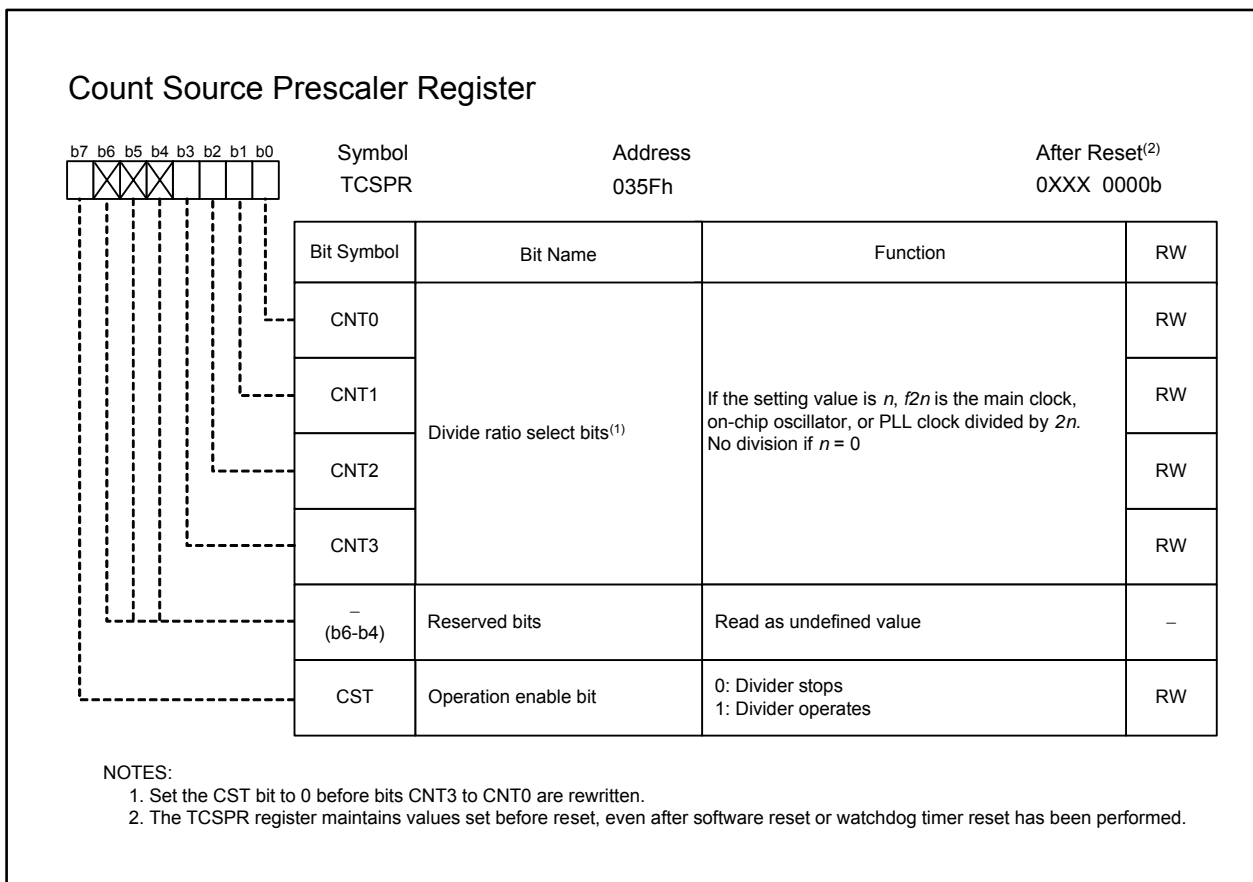 Count Source Prescaler Register
b7 b6 b5 b4 b3 b2 b1 b0
Symbol Address After Reset(2)
TCSPR 035Fh 0XXX 0000b
Bit Symbol Bit Name Function RW
CNT0 RW
CNT1 RW
Divide ratio select bits(1)
If the setting value is n, f2n is the main clock,
on-chip oscillator, or PLL clock divided by 2n.
No division if n = 0
CNT2 RW
CNT3 RW
–
(b6-b4) Reserved bits Read as undefined value –
CST Operation enable bit
0: Divider stops
1: Divider operates
RW
NOTES:
1. Set the CST bit to 0 before bits CNT3 to CNT0 are rewritten.
2. The TCSPR register maintains values set before reset, even after software reset or watchdog timer reset has been performed.